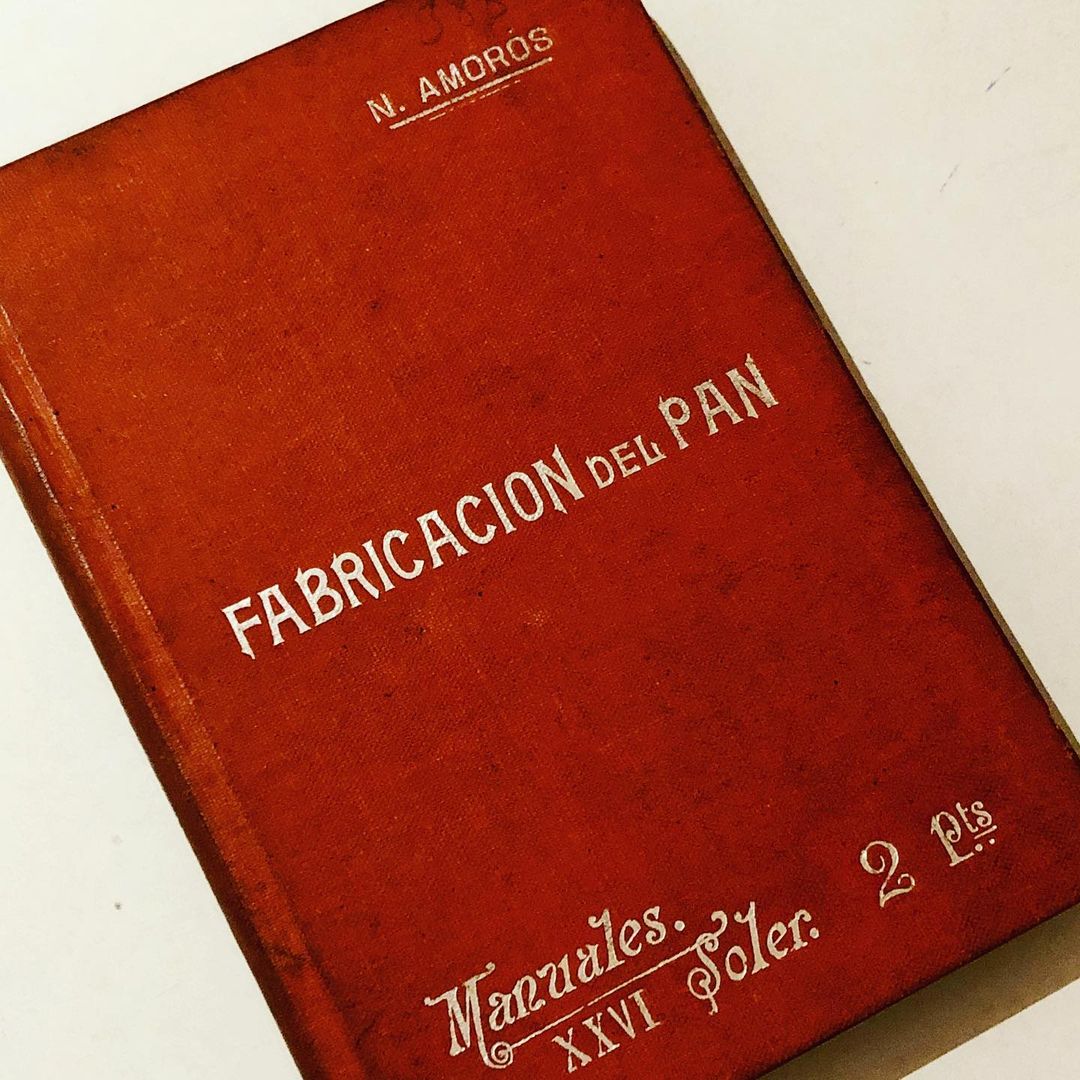 N. AMOROS
FABRICACION DEL PAN
2 Pts
Manuales.
XXVI Soler.